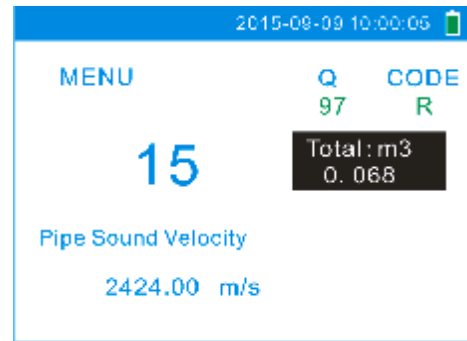 2015-09-09 10:00:05
MENU Q CODE
97 R
15
Total:m3
0.068
Pipe Sound Velocity
2424.00 m/s